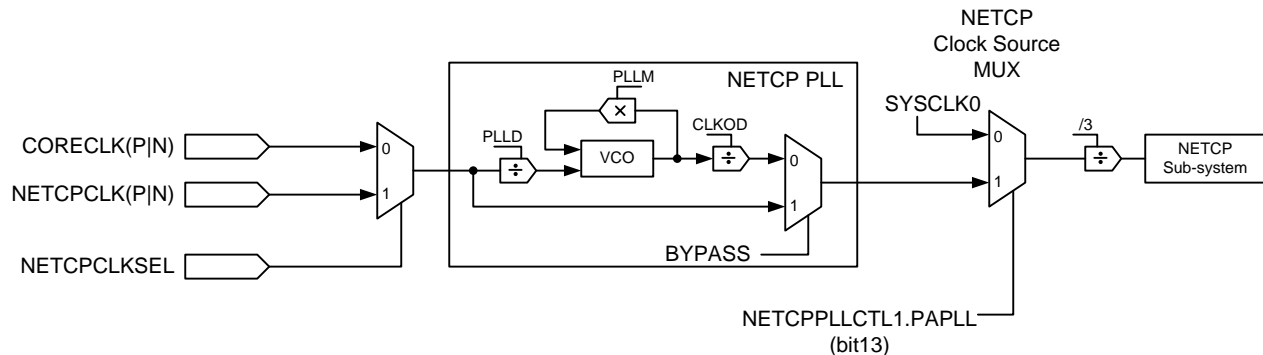 NETCP
Clock Source
MUX
PLLM
NETCP PLL
×
SYSCLK0
CORECLK(P|N)
0
PLLD
CLKOD
0
/3
÷
VCO
÷
0
÷
NETCP
Sub-system
NETCPCLK(P|N)
1
1
1
BYPASS
NETCPCLKSEL
NETCPPLLCTL1.PAPLL
(bit13)